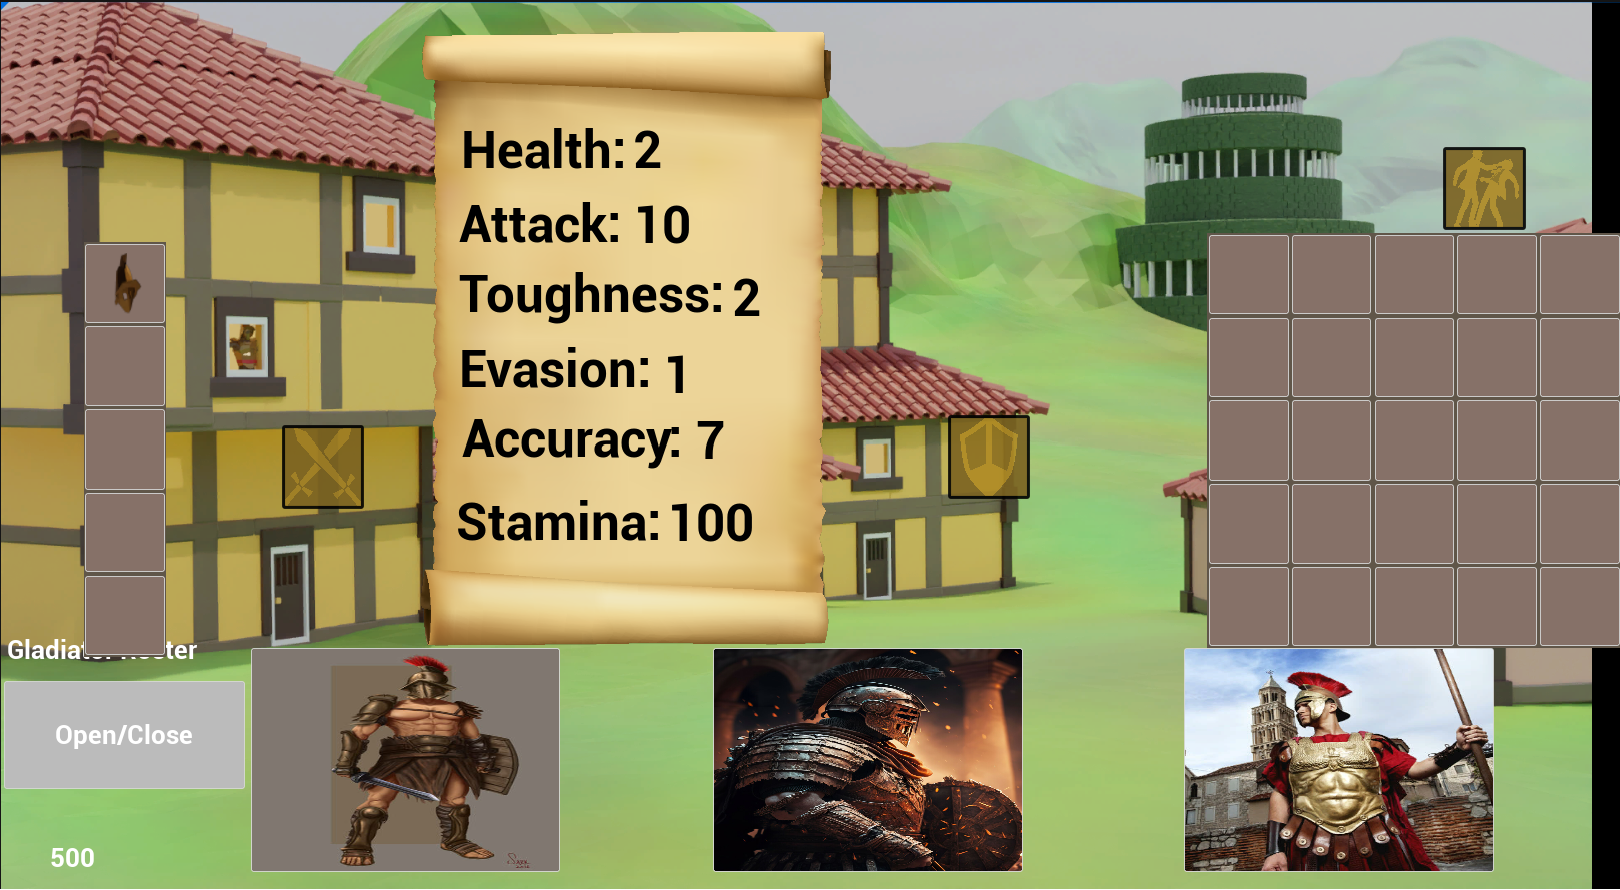 Health: 2
Attack: 10
Toughness: 2
Evasion: 1
Accuracy: 7
Stamina: 100
Open/Close
500